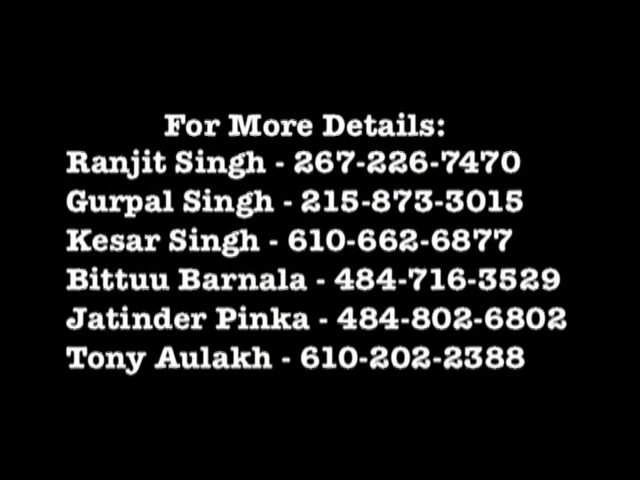 For More Details:
Ranjit Singh - 267-226-7470
Gurpal Singh - 215-873-3015
Kesar Singh - 610-662-6877
Bittuu Barnala - 484-716-3529
Jatinder Pinka - 484-802-6802
Tony Aulakh - 610-202-2388